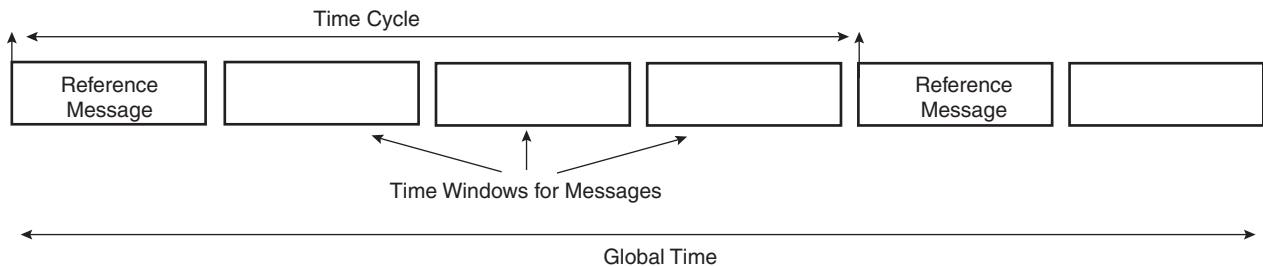 Time Cycle
Reference
Message
Reference
Message
Time Windows for Messages
Global Time